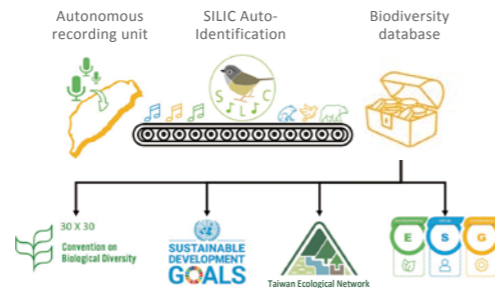 Autonomous
recording unit
SILIC Auto-
Identification
Biodiversity
database
S I L I C
30 X 30
Convention on
Biological Diversity
SUSTAINABLE
DEVELOPMENT
GOALS
Taiwan Ecological Network
E S G